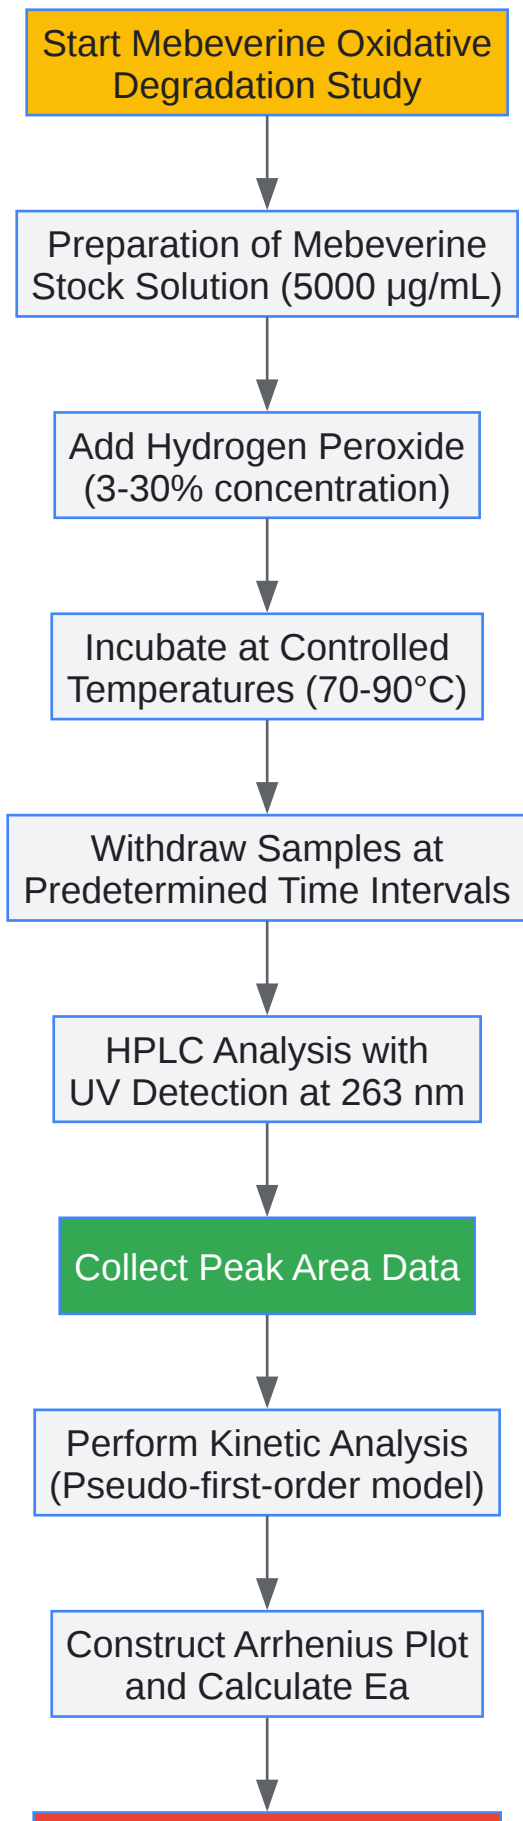 Start Mebeverine Oxidative
Degradation Study
Preparation of Mebeverine
Stock Solution (5000 μg/mL)
Add Hydrogen Peroxide
(3-30% concentration)
Incubate at Controlled
Temperatures (70-90°C)
Withdraw Samples at
Predetermined Time Intervals
HPLC Analysis with
UV Detection at 263 nm
Collect Peak Area Data
Perform Kinetic Analysis
(Pseudo-first-order model)
Construct Arrhenius Plot
and Calculate Ea